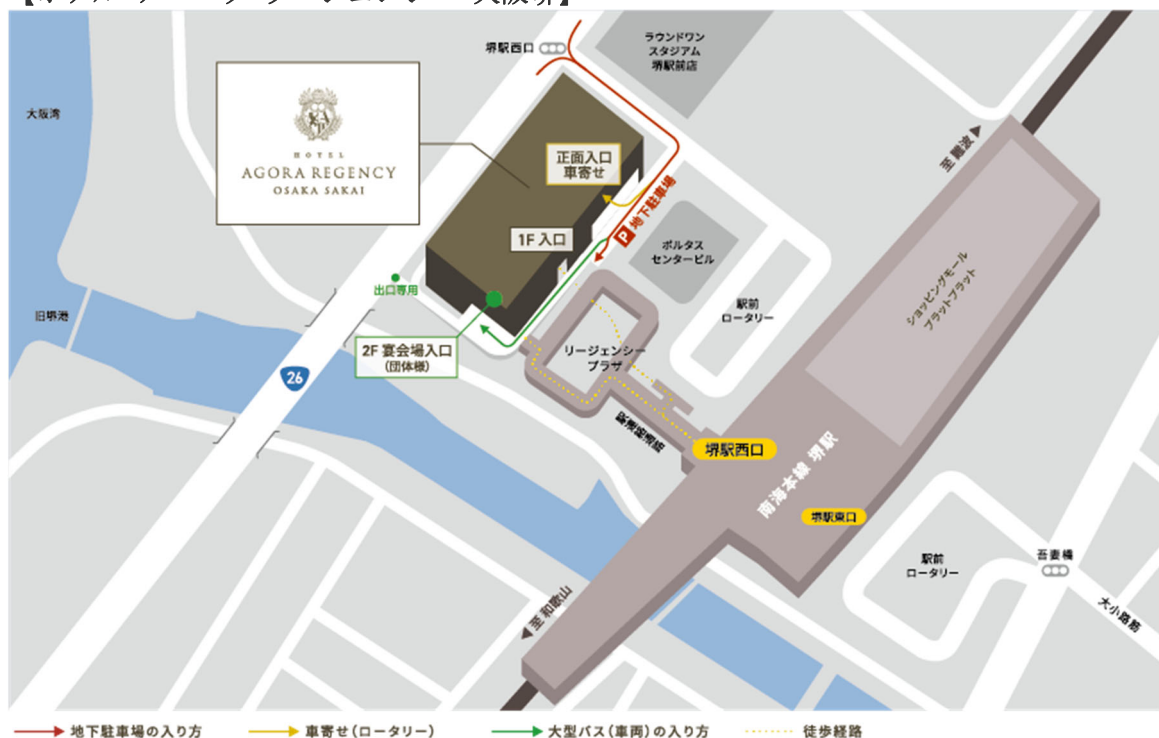 堺駅西口
ラウンドワン
スタジアム
堺駅前店
大阪湾
HOTEL
AGORA REGENCY
OSAKA SAKAI
正面入口
車寄せ
至難波
地下駐車場
P
1F 入口
ポルタス
センタービル
ショッピングモール
プラットプラット
出口専用
駅前
ロータリー
旧堺港
2F 宴会場入口
(団体様)
リージェンシー
プラザ
26
駅連絡通路
堺駅西口
南海本線 堺駅
堺駅東口
駅前
ロータリー
吾妻橋
大小路筋
至和歌山
地下駐車場の入り方
車寄せ(ロータリー)
大型バス(車両)の入り方
徒歩経路